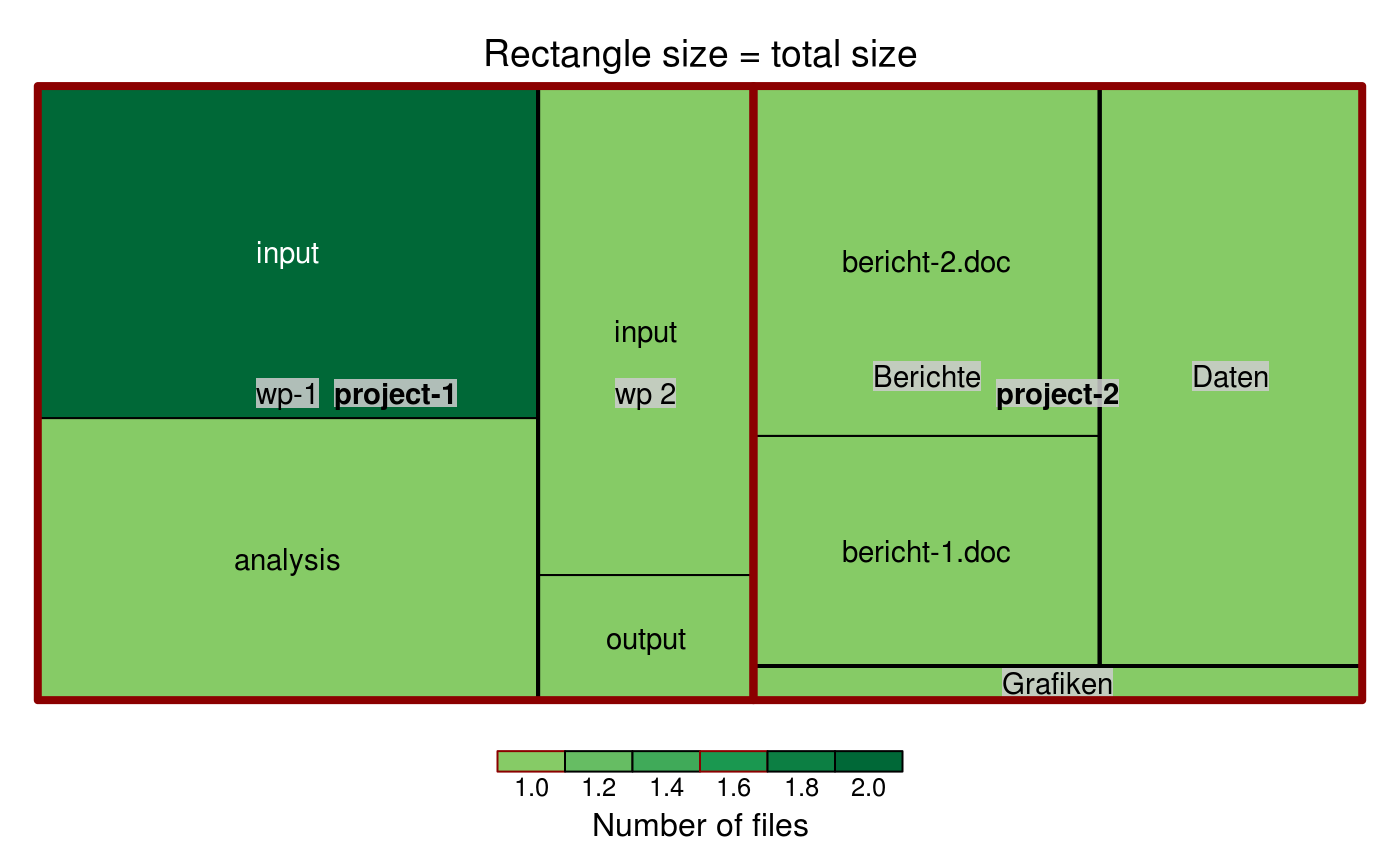 Rectangle size = total size
input
wp-1
project-1
analysis
input
wp 2
output
bericht-2.doc
Berichte
project-2
bericht-1.doc
Daten
Grafiken
1.0 1.2 1.4 1.6 1.8 2.0
Number of files